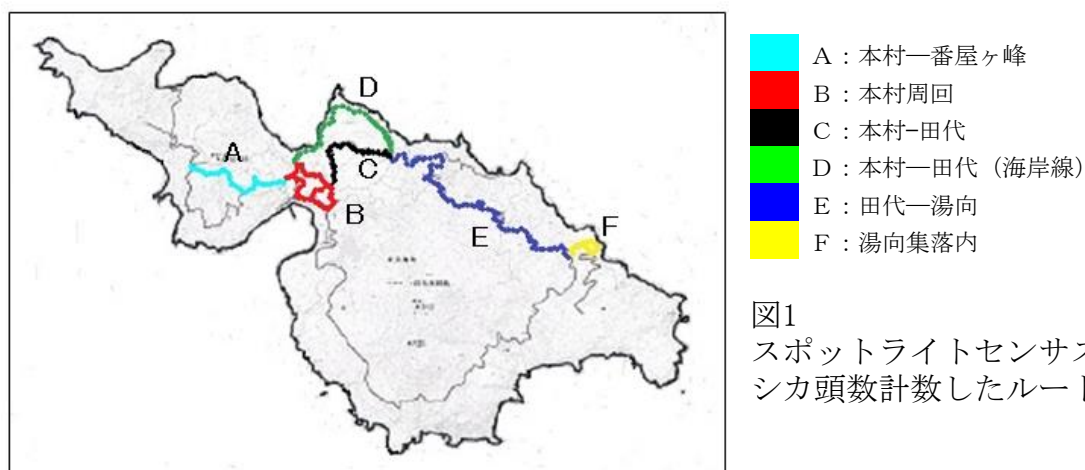 A
B
C
D
E
F
A：本村―番屋ヶ峰
B：本村周回
C：本村−田代
D：本村―田代（海岸線）
E：田代―湯向
F：湯向集落内
図1
スポットライトセンサス
シカ頭数計数したルート